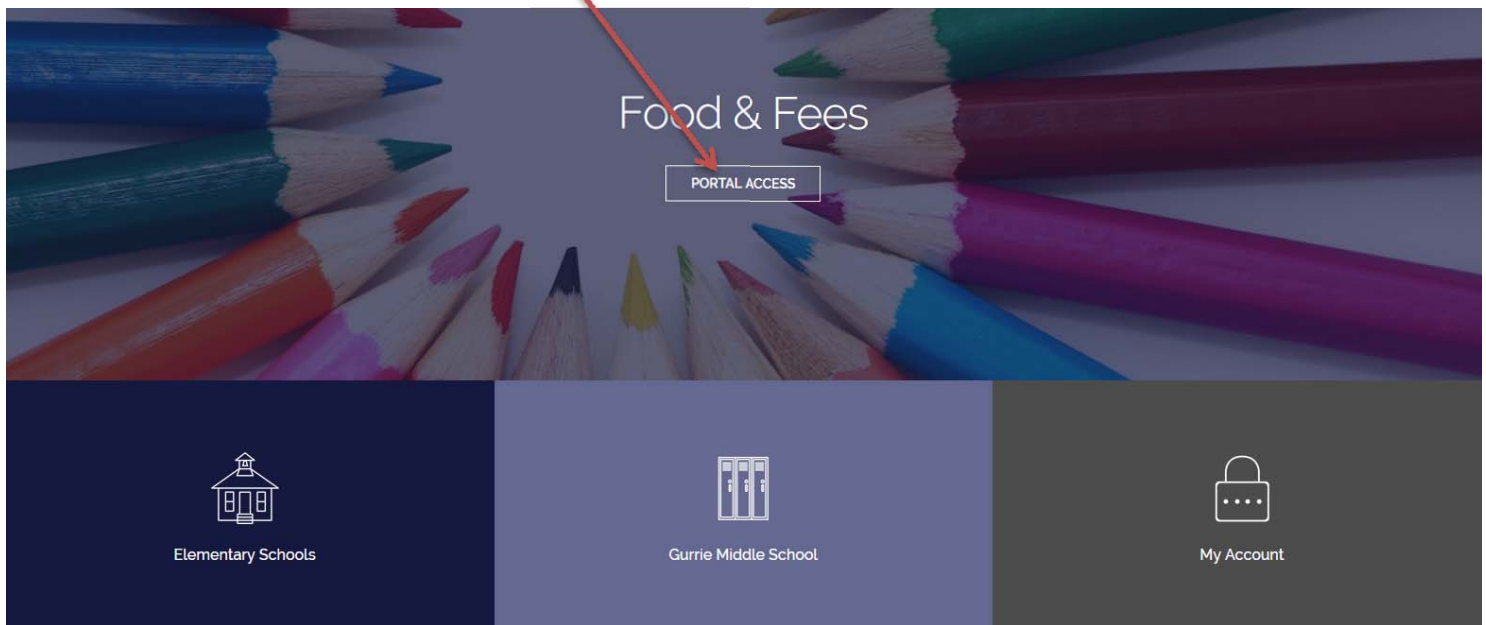 Food & Fees
PORTAL ACCESS
Elementary Schools
Gurrie Middle School
My Account